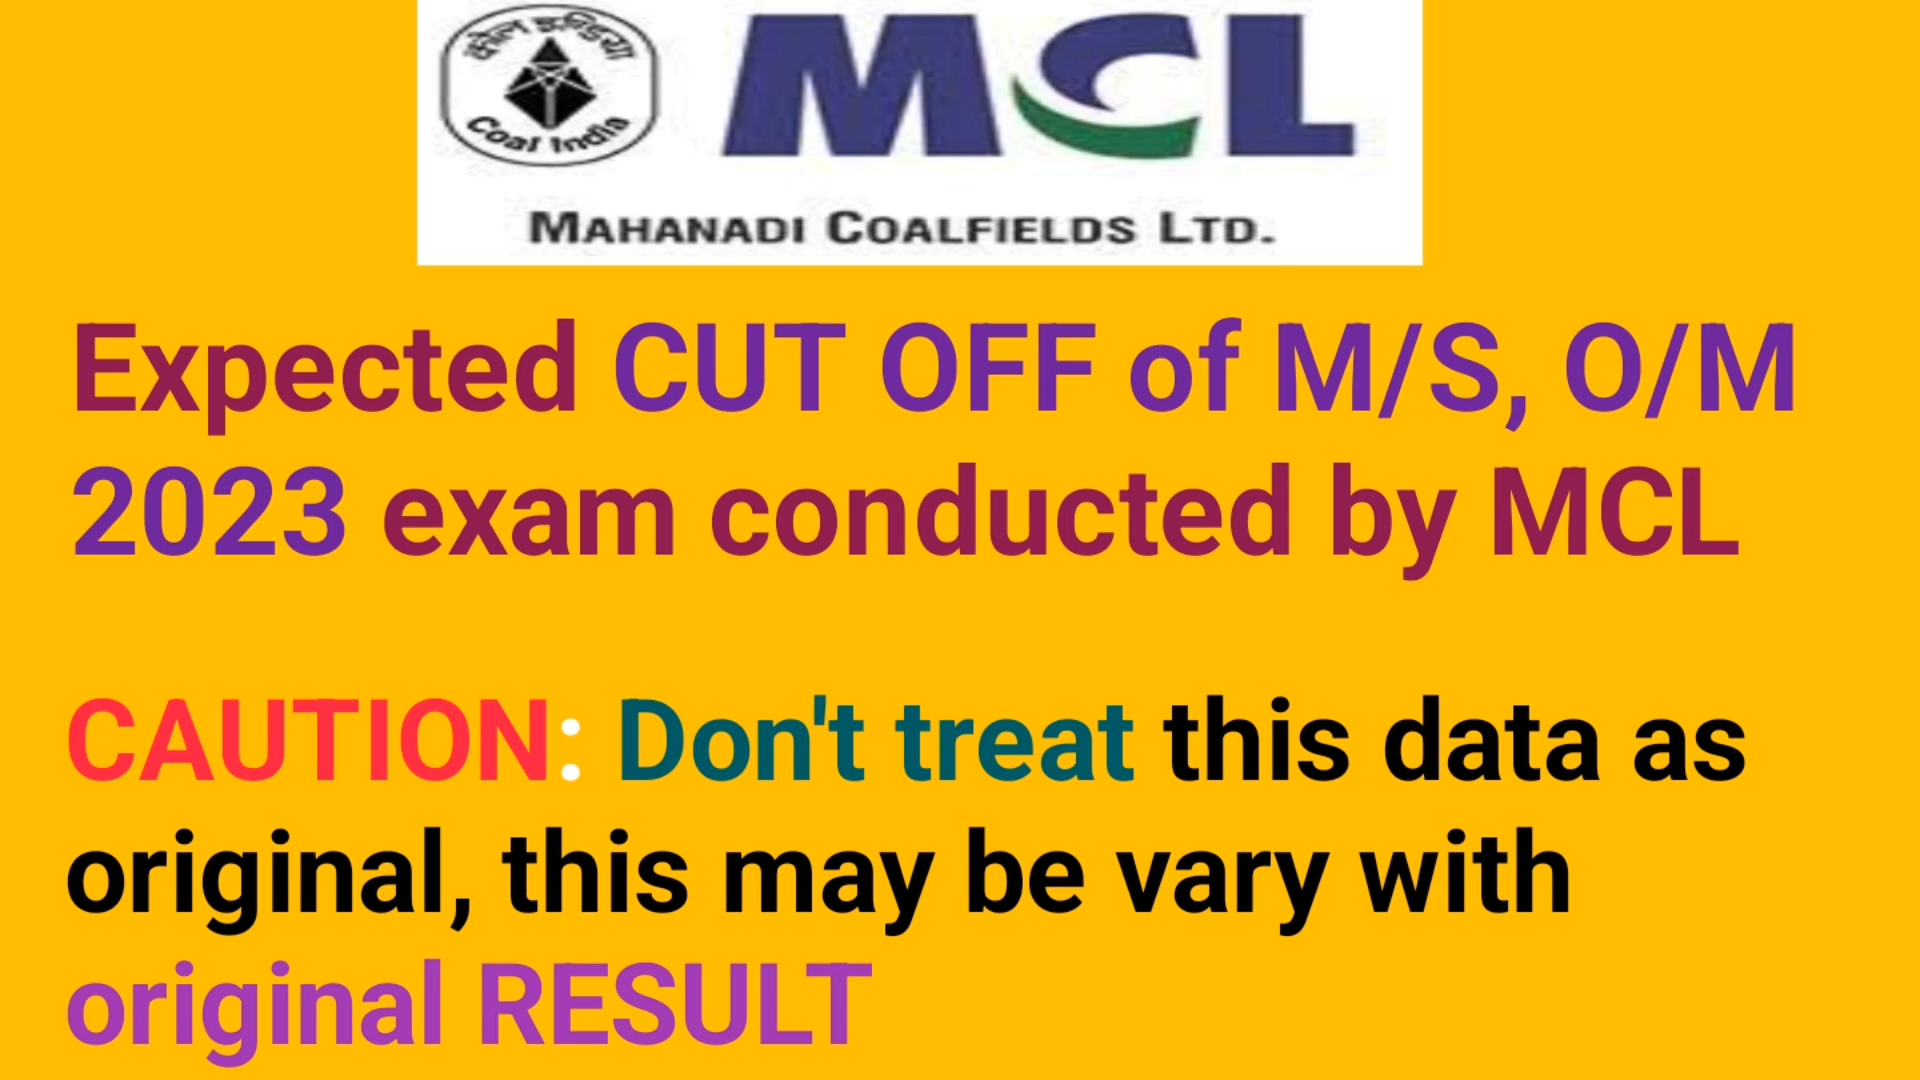 कोल इण्डिया
Coal India
MCL
MAHANADI COALFIELDS LTD.
Expected CUT OFF of M/S, O/M
2023 exam conducted by MCL
CAUTION: Don't treat this data as
original, this may be vary with
original RESULT